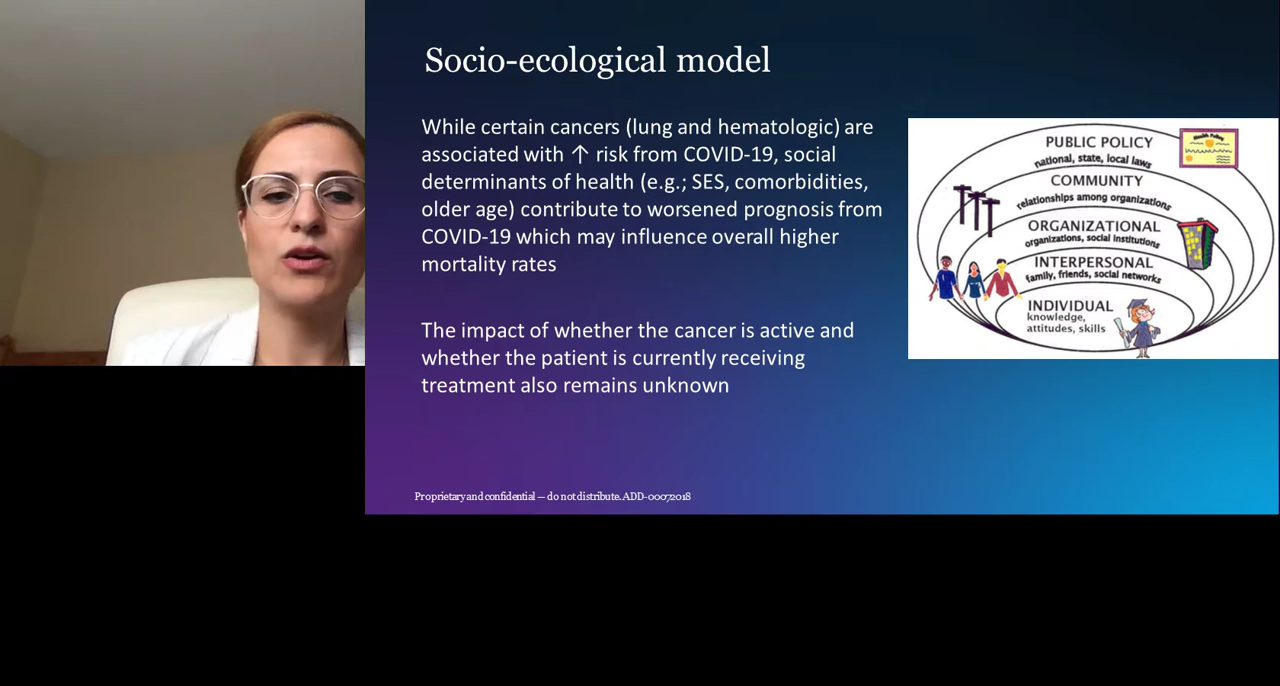 Socio-ecological model
While certain cancers (lung and hematologic) are
associated with ↑ risk from COVID-19, social
determinants of health (e.g.; SES, comorbidities,
older age) contribute to worsened prognosis from
COVID-19 which may influence overall higher
mortality rates
The impact of whether the cancer is active and
whether the patient is currently receiving
treatment also remains unknown
Health Policy
PUBLIC POLICY
national, state, local laws
COMMUNITY
relationships among organizations
ORGANIZATIONAL
organizations, social institutions
INTERPERSONAL
family, friends, social networks
INDIVIDUAL
knowledge,
attitudes, skills
Proprietary and confidential — do not distribute. ADD-00072018